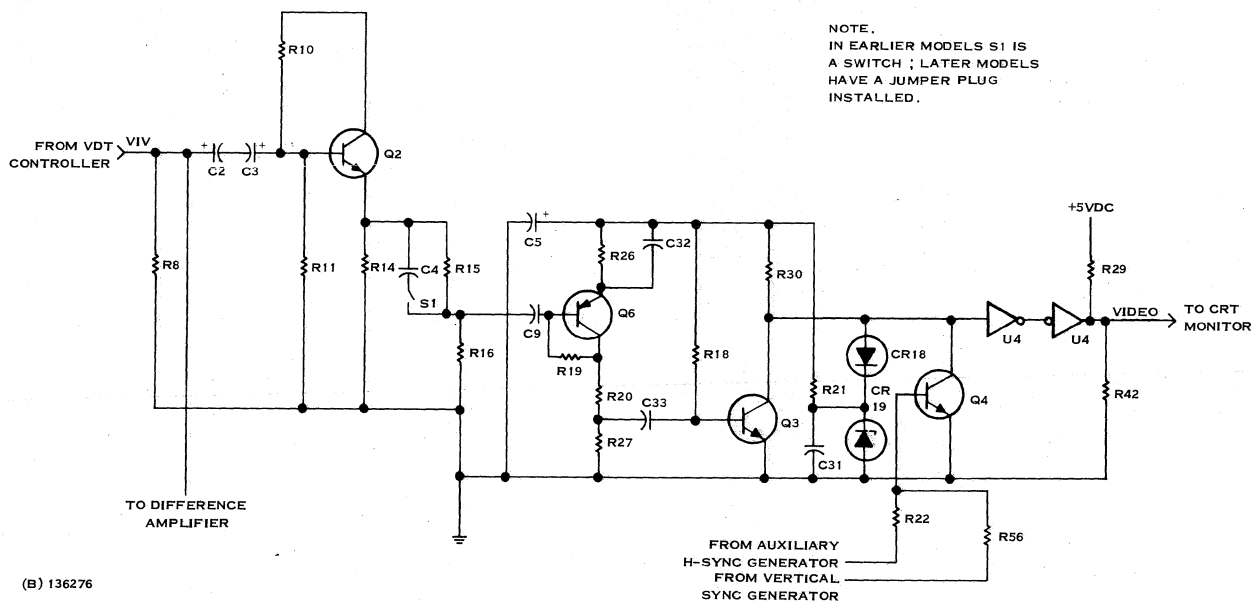 NOTE.
IN EARLIER MODELS S1 IS
A SWITCH ; LATER MODELS
HAVE A JUMPER PLUG
INSTALLED.
R10
FROM VDT
CONTROLLER
VIV
+
C2
C3
+
Q2
R8
R11
R14
C4
R15
S1
R16
TO DIFFERENCE
AMPLIFIER
C5
+
R26
C32
C9
Q6
R19
R20
R27
C33
R18
Q3
R30
R21
C31
CR18
CR
19
Q4
U4
U4
+5VDC
R29
VIDEO
TO CRT
MONITOR
R42
R22
R56
FROM AUXILIARY
H-SYNC GENERATOR
FROM VERTICAL
SYNC GENERATOR
(B) 136276